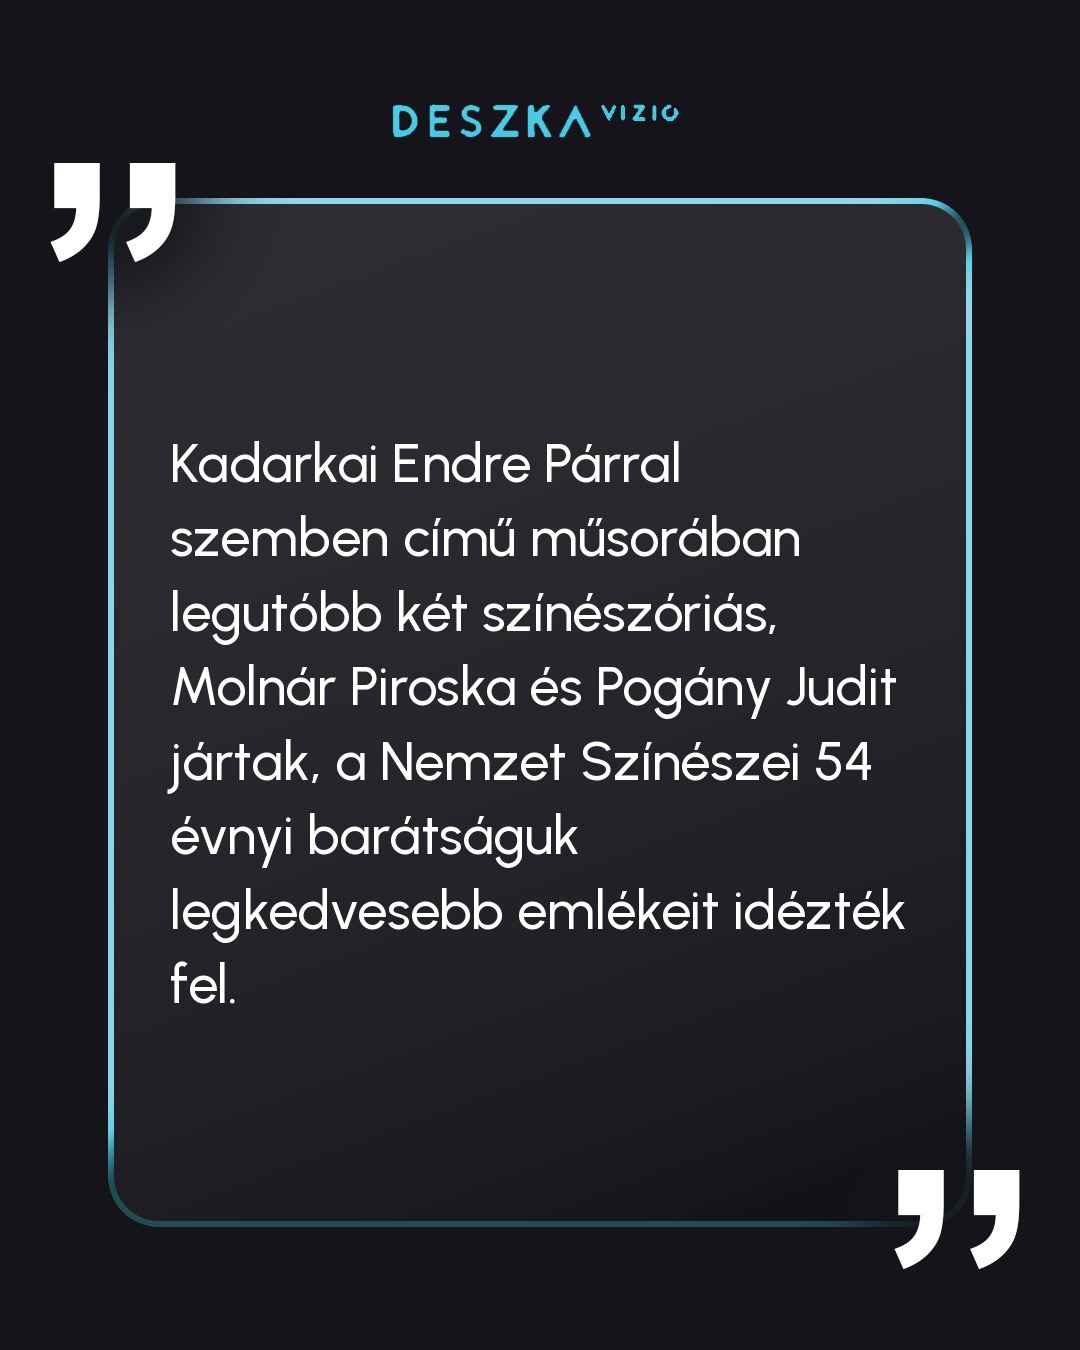 DESZKA VIZIO
”
Kadarkai Endre Párral
szemben című műsorában
legutóbb két színészóriás,
Molnár Piroska és Pogány Judit
jártak, a Nemzet Színészei 54
évnyi barátságuk
legkedvesebb emlékeit idézték
fel.
”